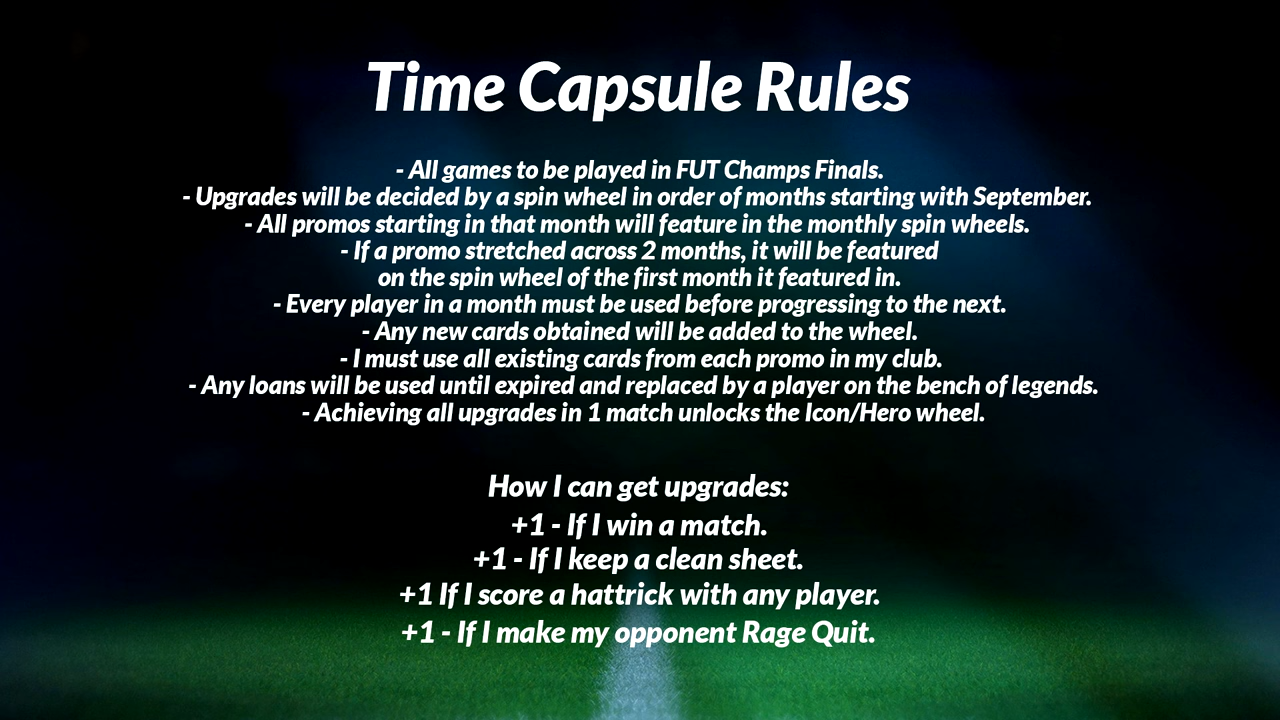 Time Capsule Rules
- All games to be played in FUT Champs Finals.
- Upgrades will be decided by a spin wheel in order of months starting with September.
- All promos starting in that month will feature in the monthly spin wheels.
- If a promo stretched across 2 months, it will be featured
on the spin wheel of the first month it featured in.
- Every player in a month must be used before progressing to the next.
- Any new cards obtained will be added to the wheel.
- I must use all existing cards from each promo in my club.
- Any loans will be used until expired and replaced by a player on the bench of legends.
- Achieving all upgrades in 1 match unlocks the Icon/Hero wheel.
How I can get upgrades:
+1 - If I win a match.
+1 - If I keep a clean sheet.
+1 If I score a hattrick with any player.
+1 - If I make my opponent Rage Quit.